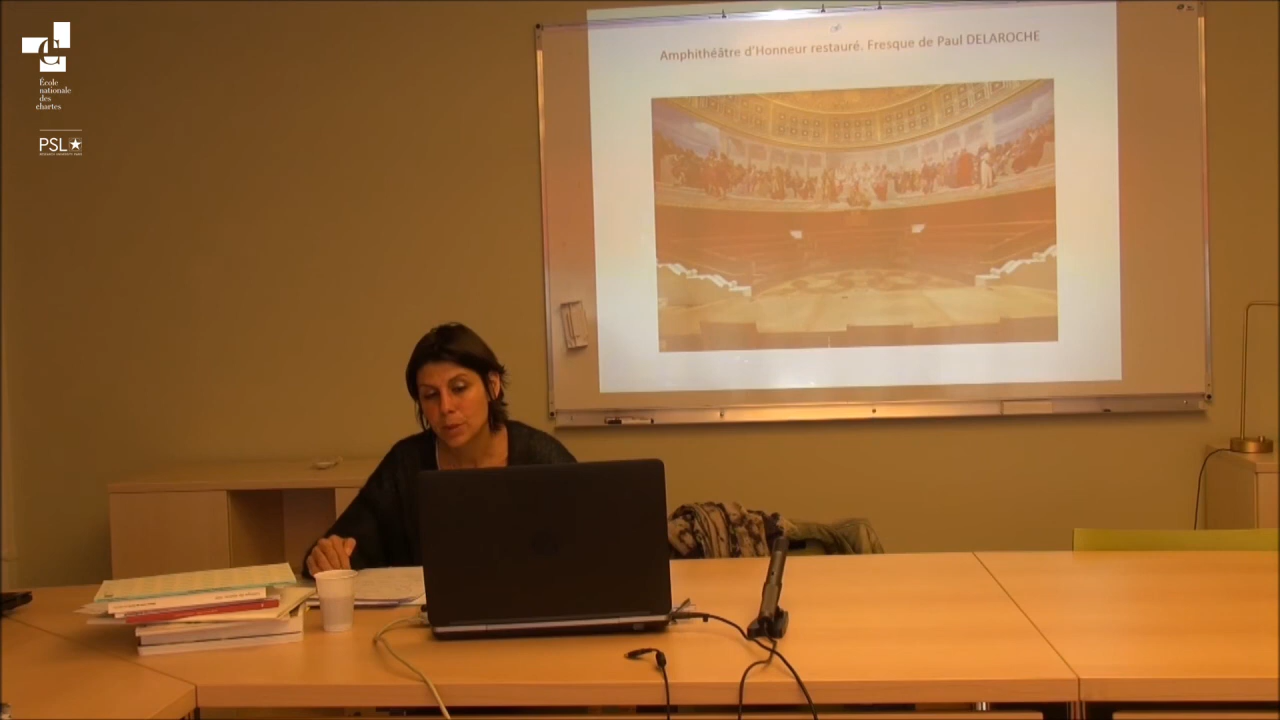 École
nationale
des
chartes
PSL
Amphithéâtre d'Honneur restauré. Fresque de Paul DELAROCHE